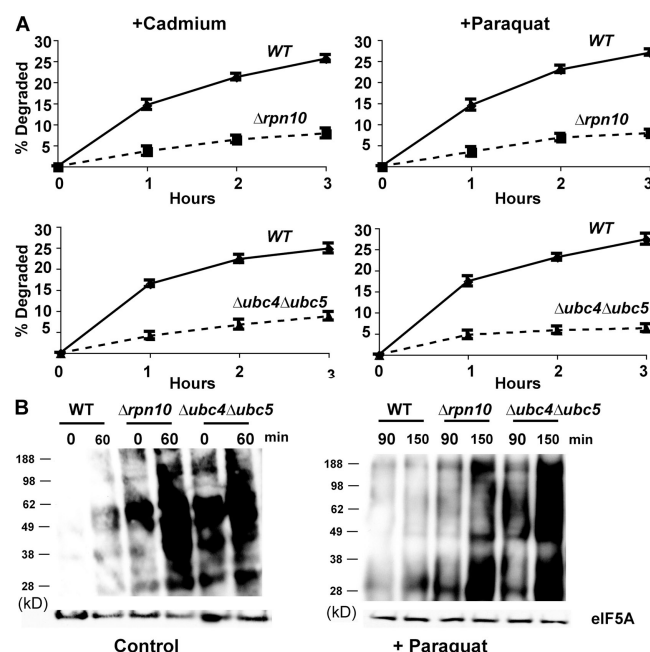 A
+Cadmium
+Paraquat
% Degraded
30
25
20
15
10
5
0
WT
Δrpn10
0 1 2 3
Hours
30
25
20
15
10
5
0
WT
Δrpn10
0 1 2 3
Hours
% Degraded
30
25
20
15
10
5
0
WT
Δubc4Δubc5
0 1 2 3
Hours
30
25
20
15
10
5
0
WT
Δubc4Δubc5
0 1 2 3
Hours
B
WT Δrpn10 Δubc4Δubc5
0 60 0 60 0 60 min
188
98
62
49
38
28
(kD)
Control
WT Δrpn10 Δubc4Δubc5
90 150 90 150 90 150 min
188
98
62
49
38
28
(kD)
eIF5A
+ Paraquat